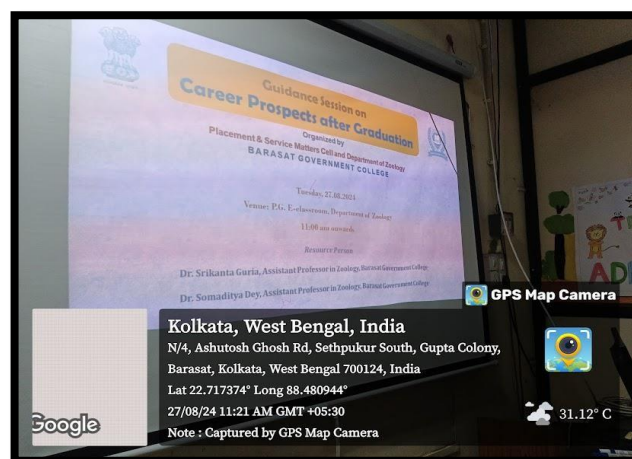 Guidance Session on
Career Prospects after Graduation
Organized by
Placement & Service Matters Cell and Department of Zoology
BARASAT GOVERNMENT COLLEGE
Tuesday, 27.08.2024
Venue: P.G. E-classroom, Department of Zoology
11:00 am onwards
Resource Person
Dr. Srikanta Guria, Assistant Professor in Zoology, Barasat Government College
Dr. Somaditya Dey, Assistant Professor in Zoology, Barasat Government College
GPS Map Camera
Kolkata, West Bengal, India
N/4, Ashutosh Ghosh Rd, Sethpukur South, Gupta Colony,
Barasat, Kolkata, West Bengal 700124, India
Lat 22.717374° Long 88.480944°
27/08/24 11:21 AM GMT +05:30
Note : Captured by GPS Map Camera
Google
31.12° C